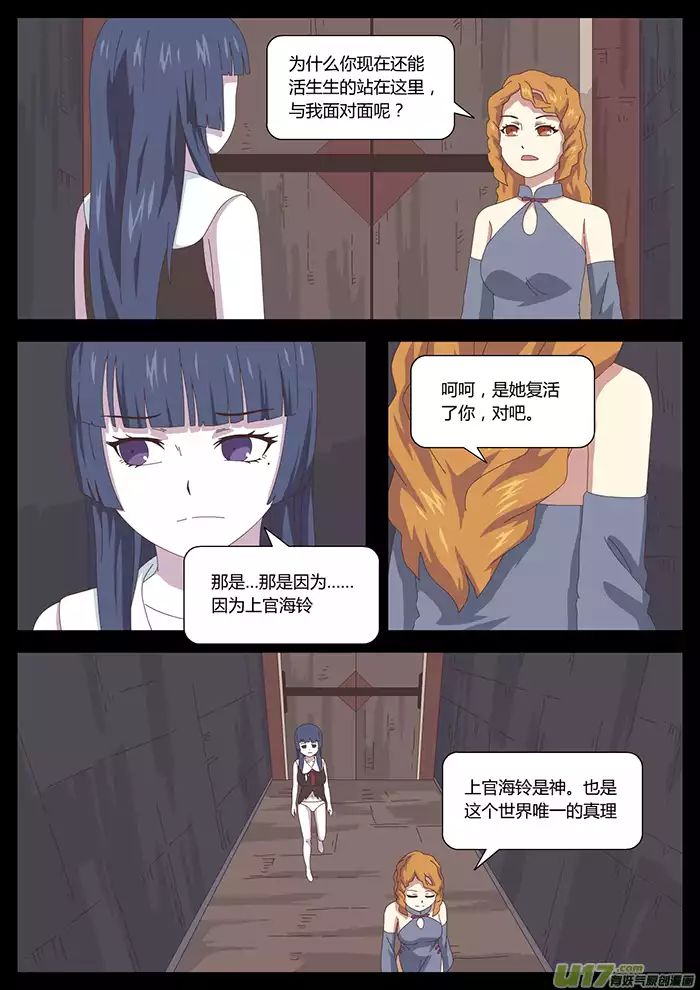 为什么你现在还能
活生生的站在这里，
与我面对面呢？
那是...那是因为......
因为上官海铃
呵呵，是她复活
了你，对吧。
上官海铃是神。也是
这个世界唯一的真理
U17.com
有妖气原创漫画